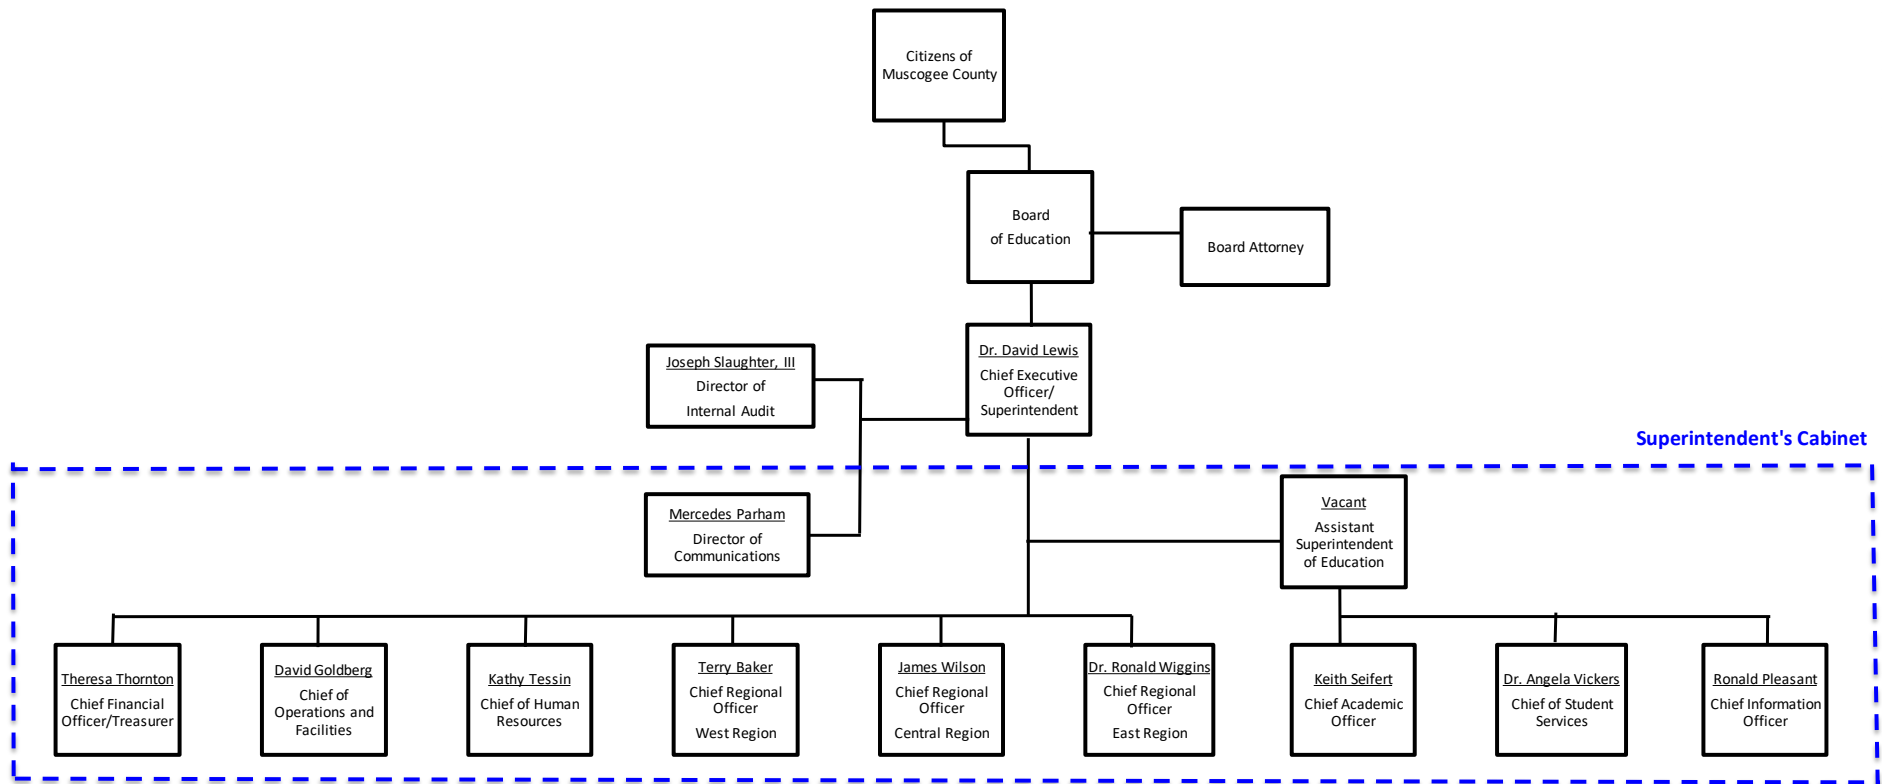 Citizens of
Muscogee County
Board
of Education
Board Attorney
Dr. David Lewis
Chief Executive
Officer/
Superintendent
Joseph Slaughter, III
Director of
Internal Audit
Superintendent's Cabinet
Mercedes Parham
Director of
Communications
Vacant
Assistant
Superintendent
of Education
Theresa Thornton
Chief Financial
Officer/Treasurer
David Goldberg
Chief of
Operations and
Facilities
Kathy Tessin
Chief of Human
Resources
Terry Baker
Chief Regional
Officer
West Region
James Wilson
Chief Regional
Officer
Central Region
Dr. Ronald Wiggins
Chief Regional
Officer
East Region
Keith Seifert
Chief Academic
Officer
Dr. Angela Vickers
Chief of Student
Services
Ronald Pleasant
Chief Information
Officer